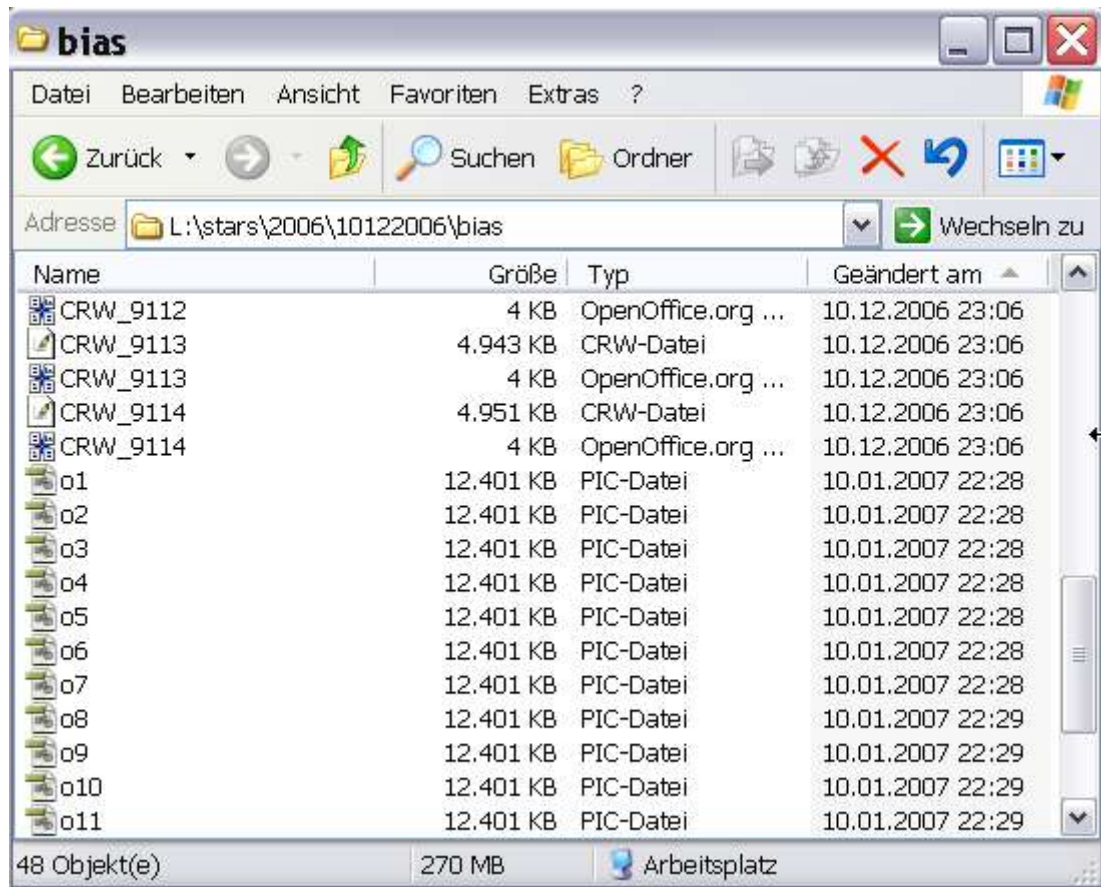 bias
Datei Bearbeiten Ansicht Favoriten Extras ?
Zurück Suchen Ordner
Adresse L:\stars\2006\10122006\bias Wechseln zu
Name Größe Typ Geändert am
CRW_9112 4 KB OpenOffice.org ... 10.12.2006 23:06
CRW_9113 4.943 KB CRW-Datei 10.12.2006 23:06
CRW_9113 4 KB OpenOffice.org ... 10.12.2006 23:06
CRW_9114 4.951 KB CRW-Datei 10.12.2006 23:06
CRW_9114 4 KB OpenOffice.org ... 10.12.2006 23:06
o1 12.401 KB PIC-Datei 10.01.2007 22:28
o2 12.401 KB PIC-Datei 10.01.2007 22:28
o3 12.401 KB PIC-Datei 10.01.2007 22:28
o4 12.401 KB PIC-Datei 10.01.2007 22:28
o5 12.401 KB PIC-Datei 10.01.2007 22:28
o6 12.401 KB PIC-Datei 10.01.2007 22:28
o7 12.401 KB PIC-Datei 10.01.2007 22:28
o8 12.401 KB PIC-Datei 10.01.2007 22:29
o9 12.401 KB PIC-Datei 10.01.2007 22:29
o10 12.401 KB PIC-Datei 10.01.2007 22:29
o11 12.401 KB PIC-Datei 10.01.2007 22:29
48 Objekt(e) 270 MB Arbeitsplatz